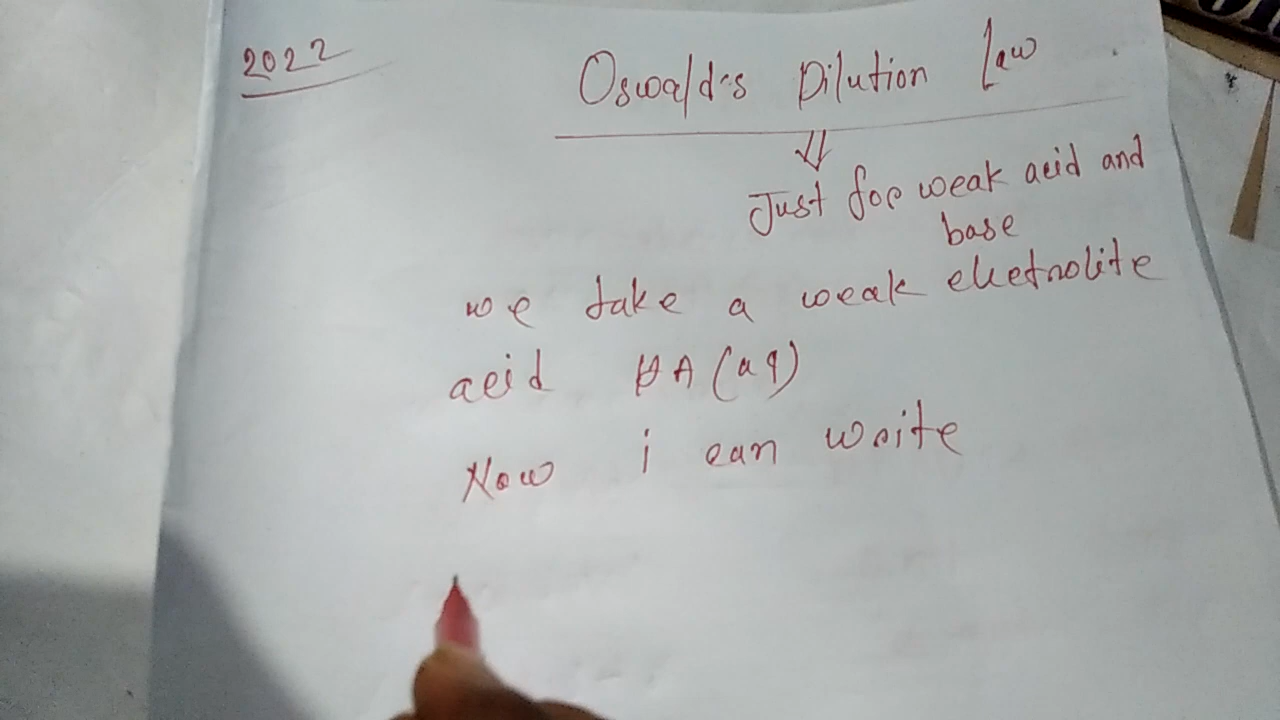 2022
Oswald's Dilution Law
Just for weak acid and
base
we take a weak eletrolite
acid HA (aq)
Now i can write